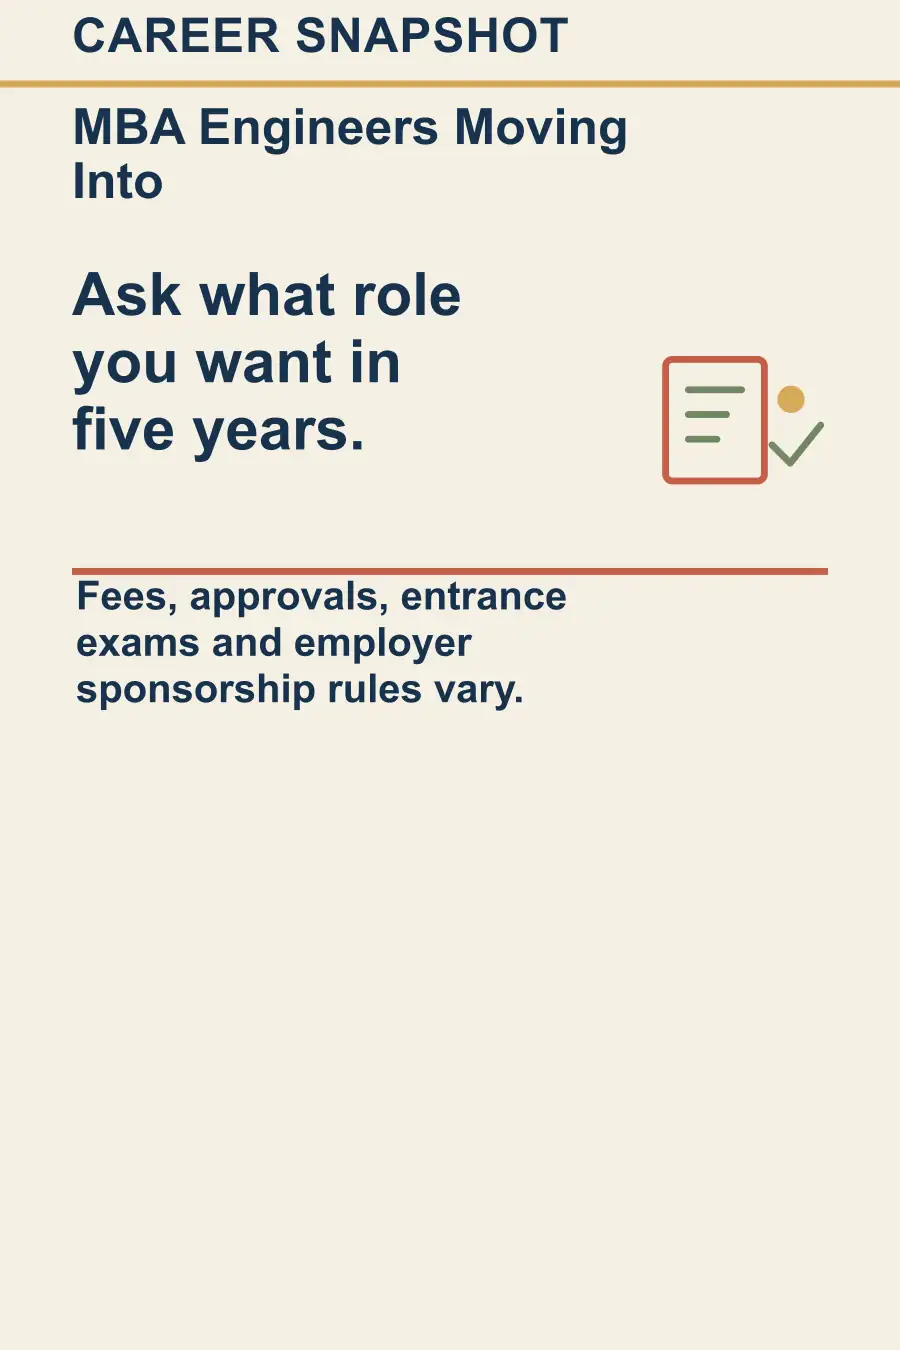 CAREER SNAPSHOT
MBA Engineers Moving
Into
Ask what role
you want in
five years.
Fees, approvals, entrance
exams and employer
sponsorship rules vary.